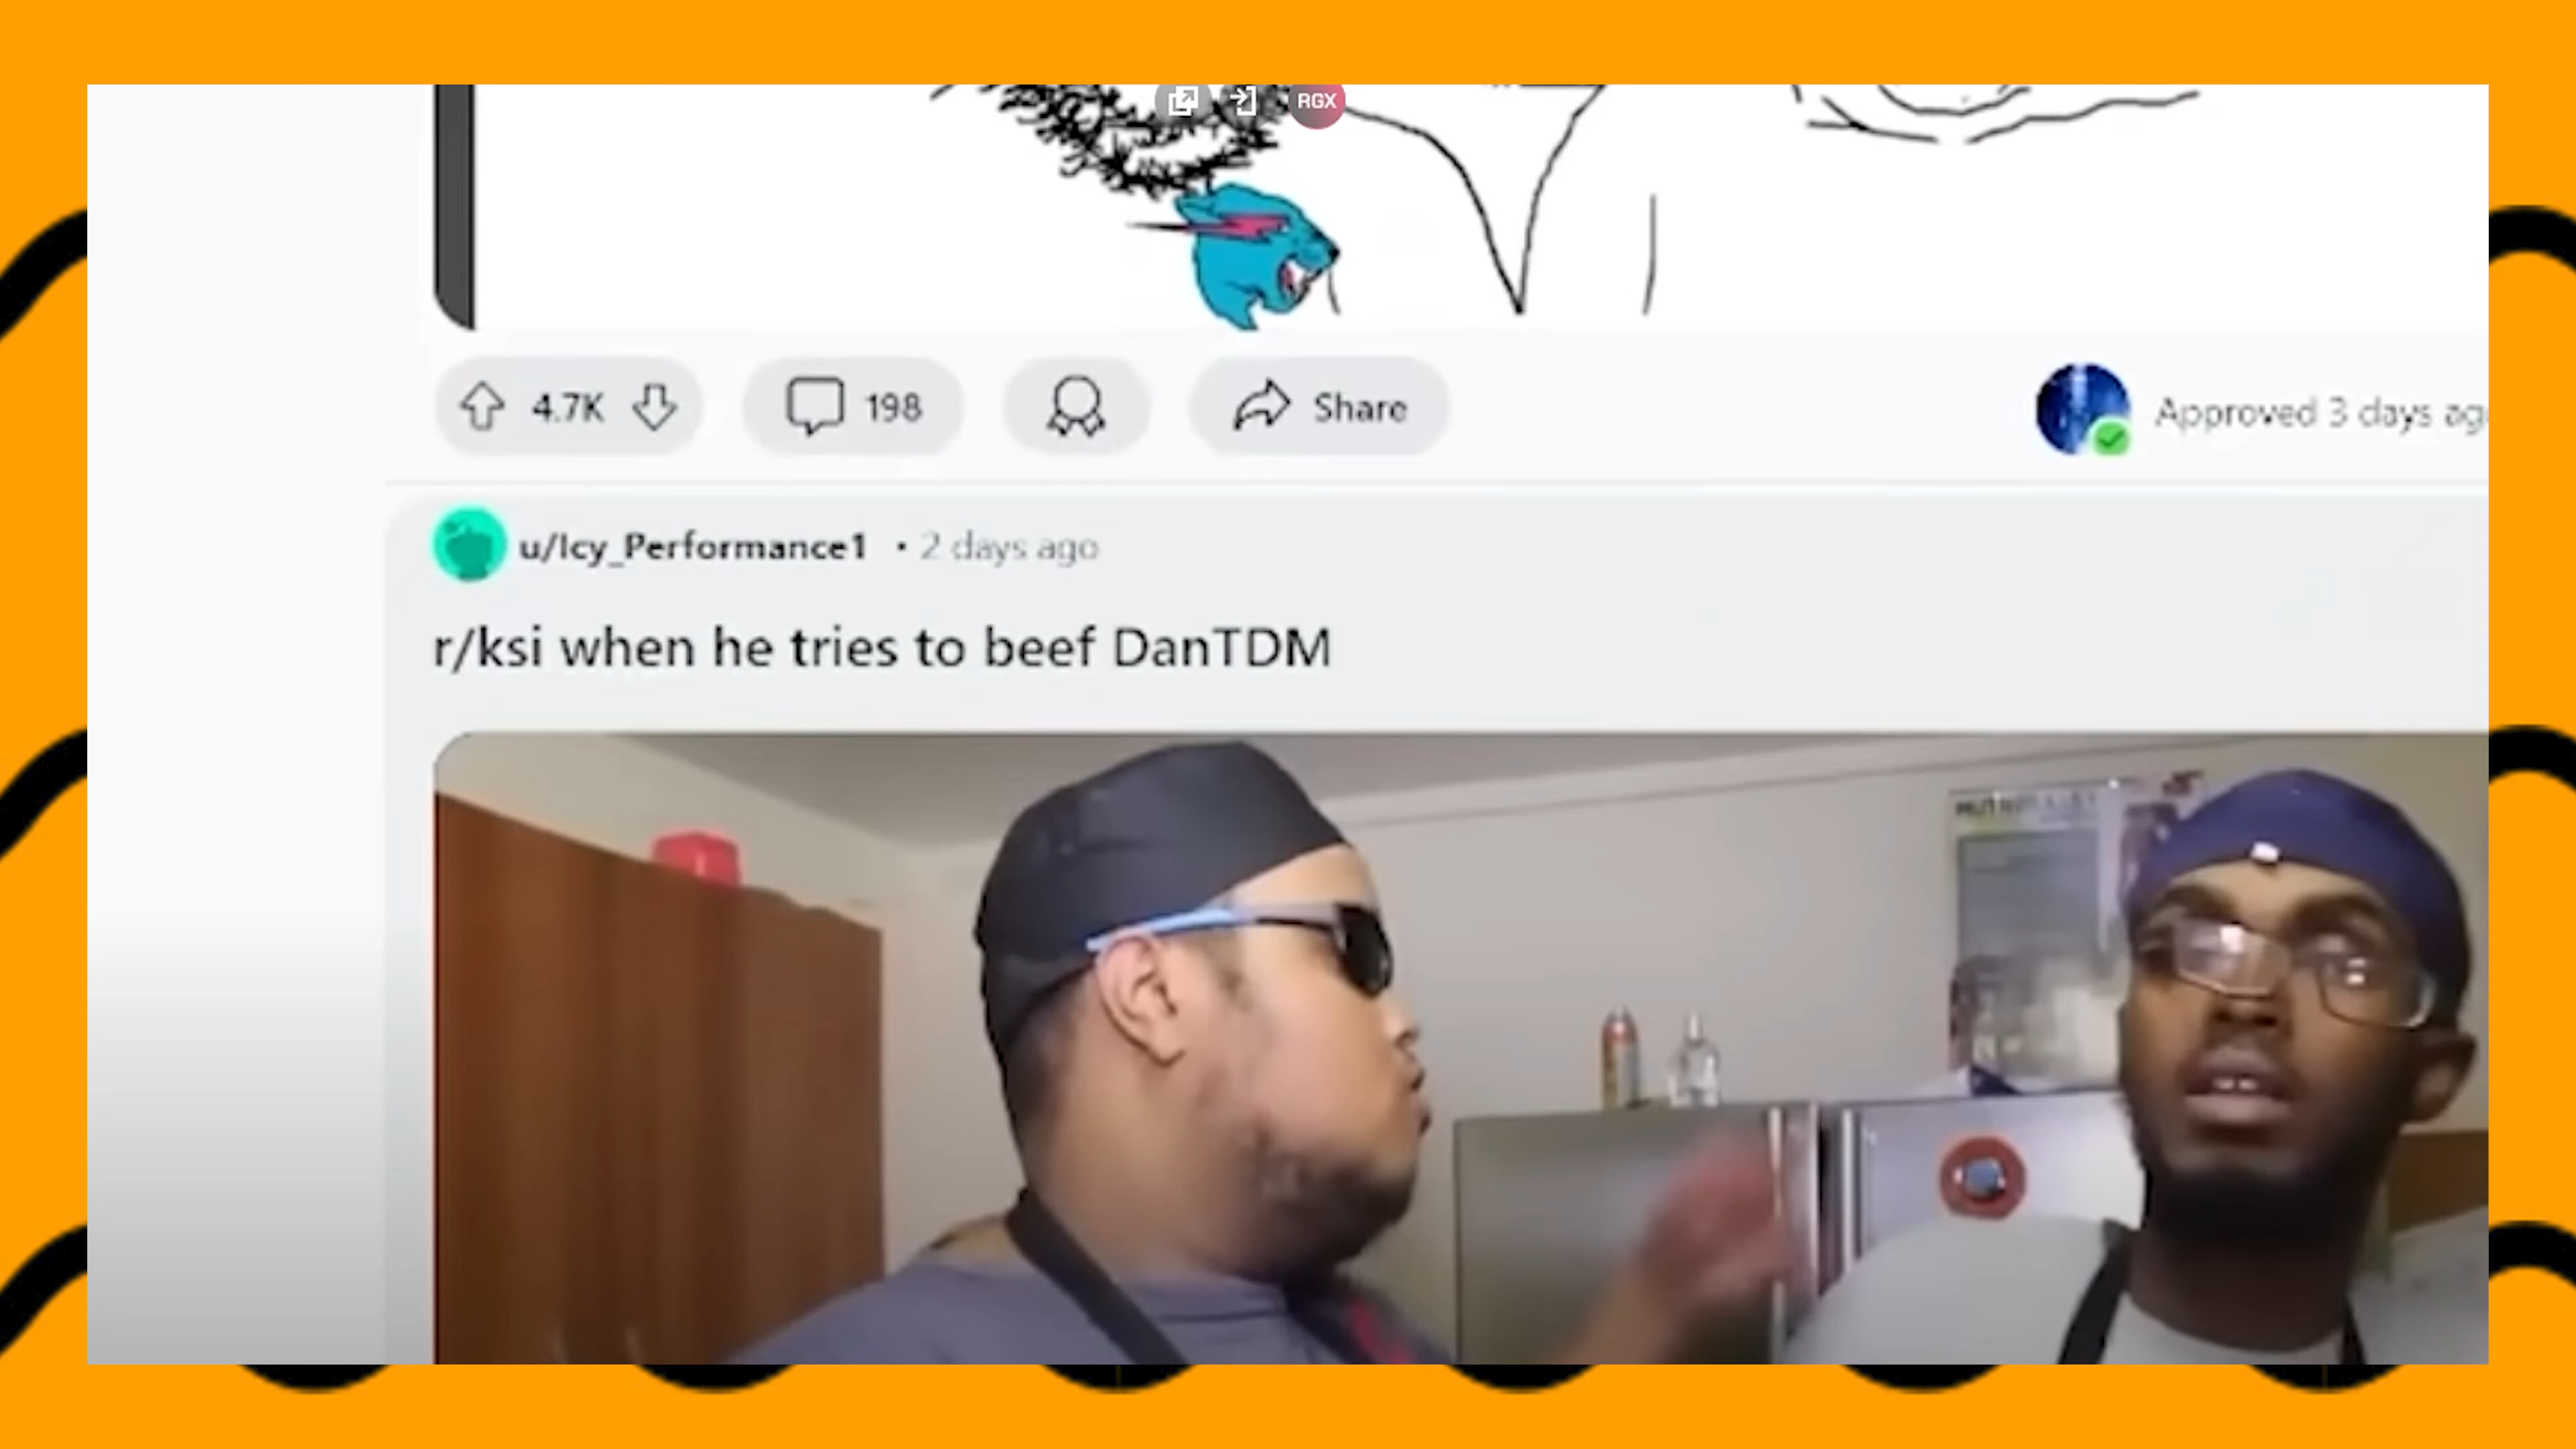 RGX
4.7K
198
Share
Approved 3 days ag
u/Icy_Performance1 • 2 days ago
r/ksi when he tries to beef DanTDM